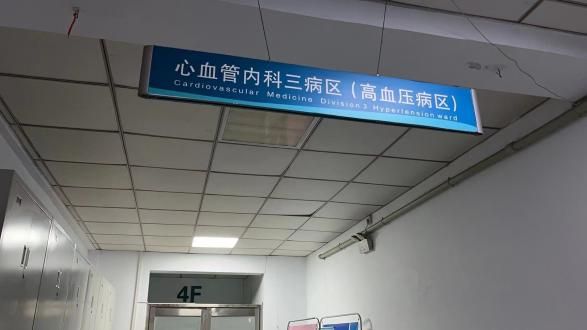 心血管内科三病区（高血压病区）
Cardiovascular Medicine Division 3 Hypertension ward
4F